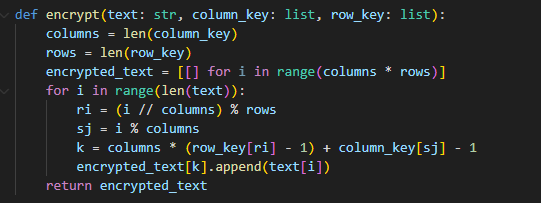 def encrypt(text: str, column_key: list, row_key: list):
    columns = len(column_key)
    rows = len(row_key)
    encrypted_text = [[] for i in range(columns * rows)]
    for i in range(len(text)):
        ri = (i // columns) % rows
        sj = i % columns
        k = columns * (row_key[ri] - 1) + column_key[sj] - 1
        encrypted_text[k].append(text[i])
    return encrypted_text